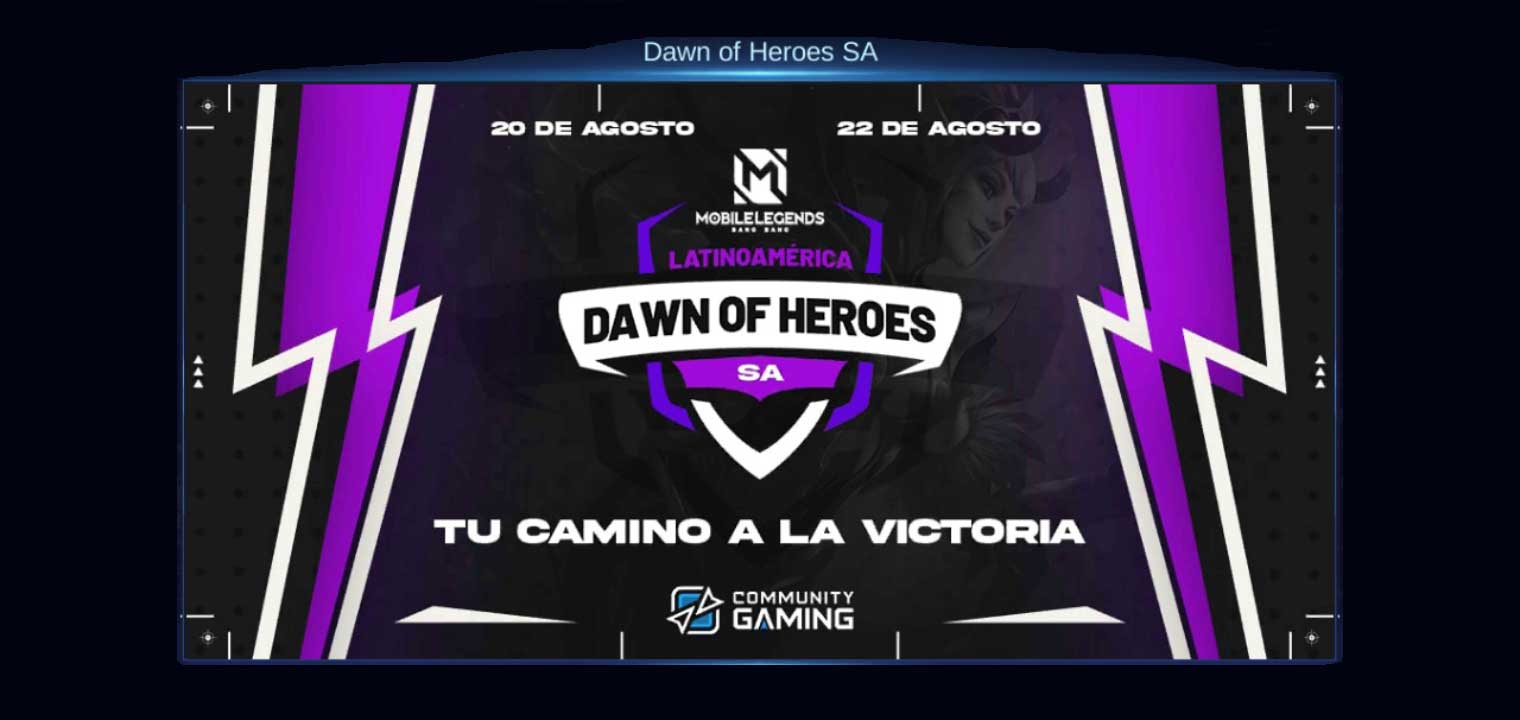 Dawn of Heroes SA
20 DE AGOSTO
22 DE AGOSTO
MOBILE LEGENDS
BANG BANG
LATINOAMÉRICA
DAWN OF HEROES
SA
TU CAMINO A LA VICTORIA
COMMUNITY
GAMING